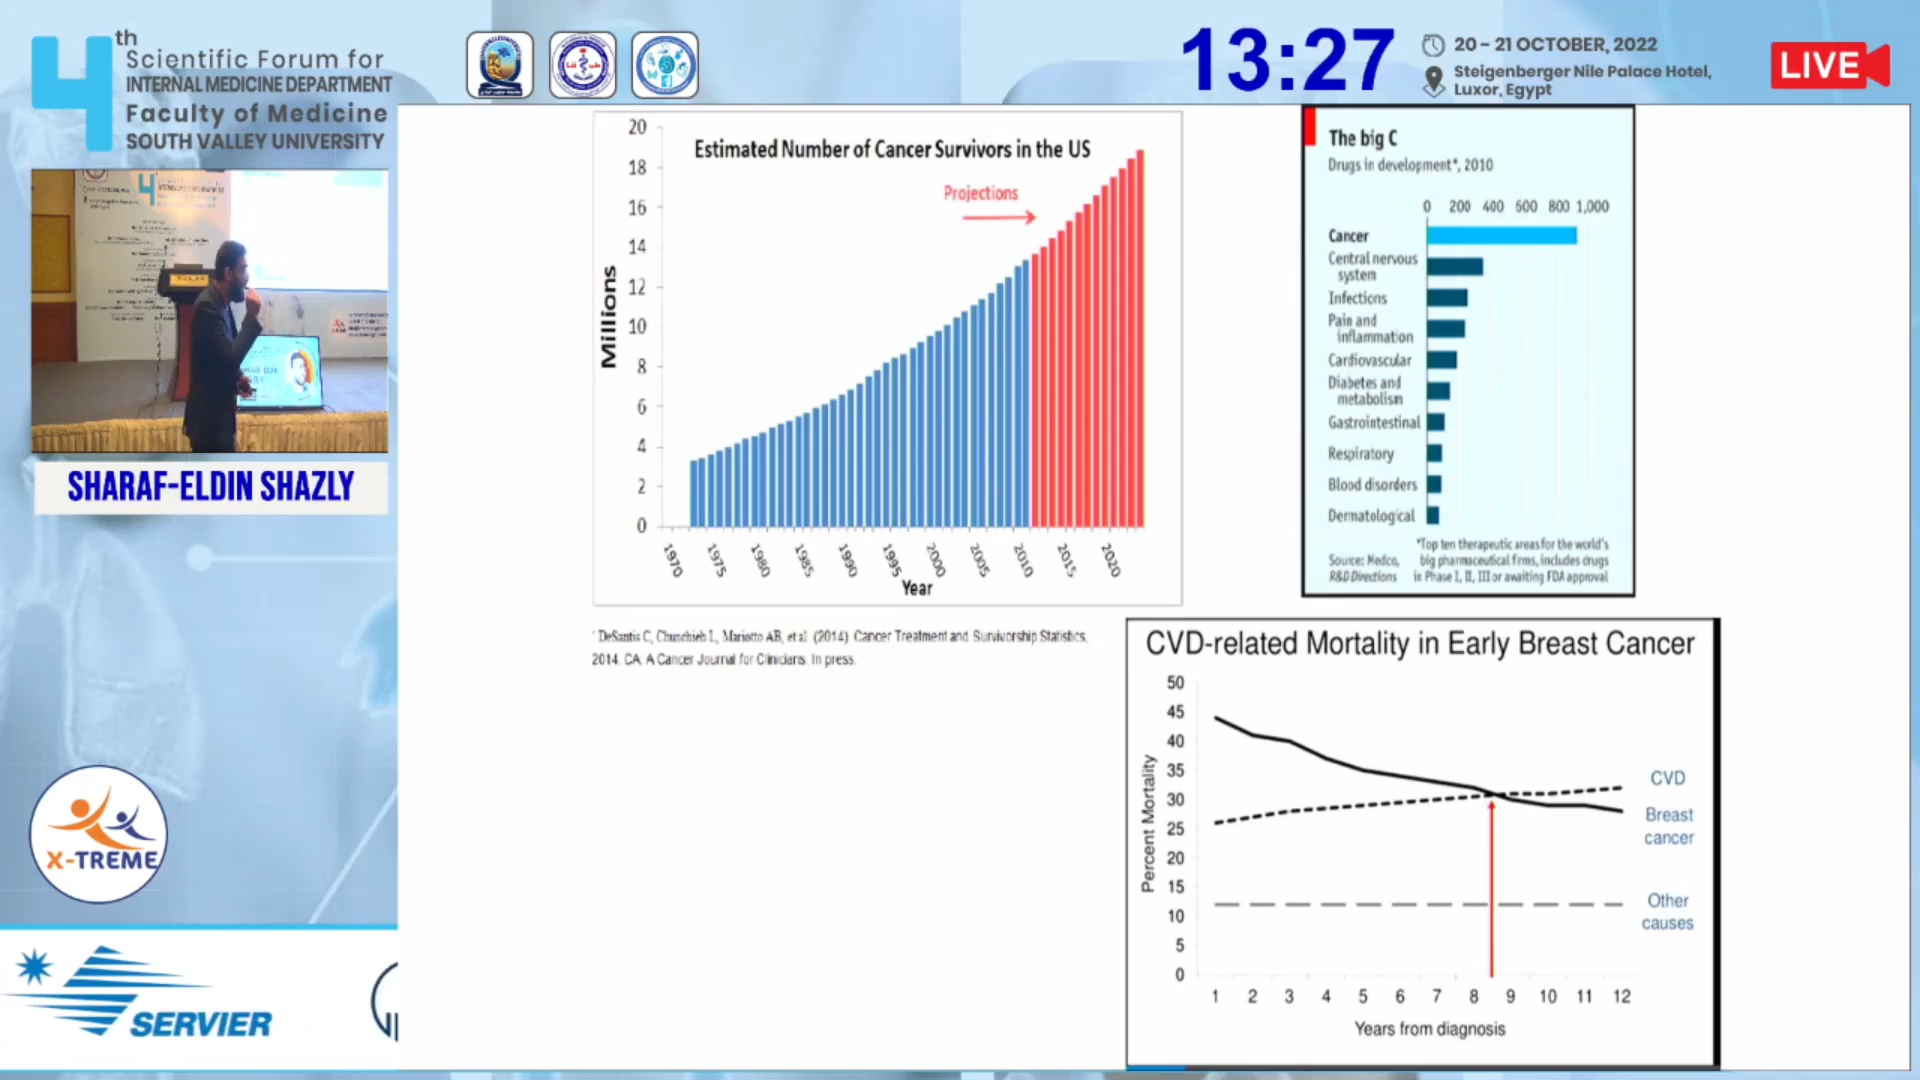 4th
Scientific Forum for
INTERNAL MEDICINE DEPARTMENT
Faculty of Medicine
SOUTH VALLEY UNIVERSITY
13:27
20 – 21 OCTOBER, 2022
Steigenberger Nile Palace Hotel,
Luxor, Egypt
LIVE
SHARAF-ELDIN SHAZLY
X-TREME
SERVIER
Estimated Number of Cancer Survivors in the US
Projections
Millions
20
18
16
14
12
10
8
6
4
2
0
1970
1975
1980
1985
1990
1995
2000
2005
2010
2015
2020
Year
DeSantis C, Chunchieh L, Mariotto AB, et al. (2014). Cancer Treatment and Survivorship Statistics,
2014. CA: A Cancer Journal for Clinicians. In press.
The big C
Drugs in development*, 2010
0 200 400 600 800 1,000
Cancer
Central nervous
system
Infections
Pain and
inflammation
Cardiovascular
Diabetes and
metabolism
Gastrointestinal
Respiratory
Blood disorders
Dermatological
*Top ten therapeutic areas for the world's
big pharmaceutical firms, includes drugs
in Phase I, II, III or awaiting FDA approval
Source: Medco,
R&D Directions
CVD-related Mortality in Early Breast Cancer
Percent Mortality
50
45
40
35
30
25
20
15
10
5
0
CVD
Breast
cancer
Other
causes
1 2 3 4 5 6 7 8 9 10 11 12
Years from diagnosis